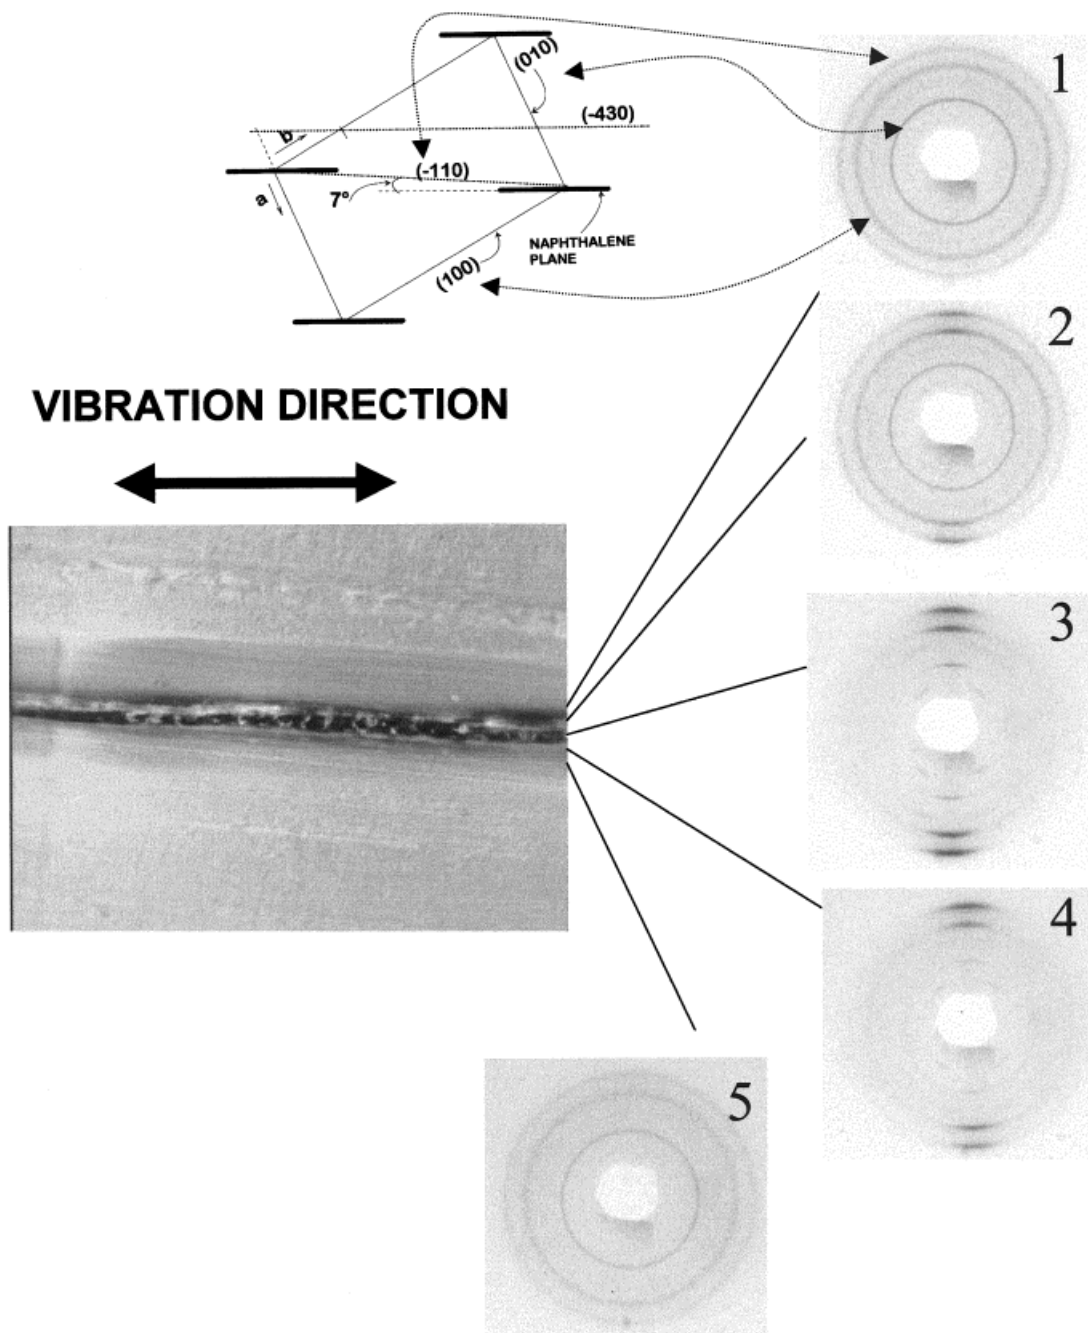 (010)
1
b
(-430)
(-110)
7°
a
NAPHTHALENE
PLANE
(100)
2
VIBRATION DIRECTION
3
4
5